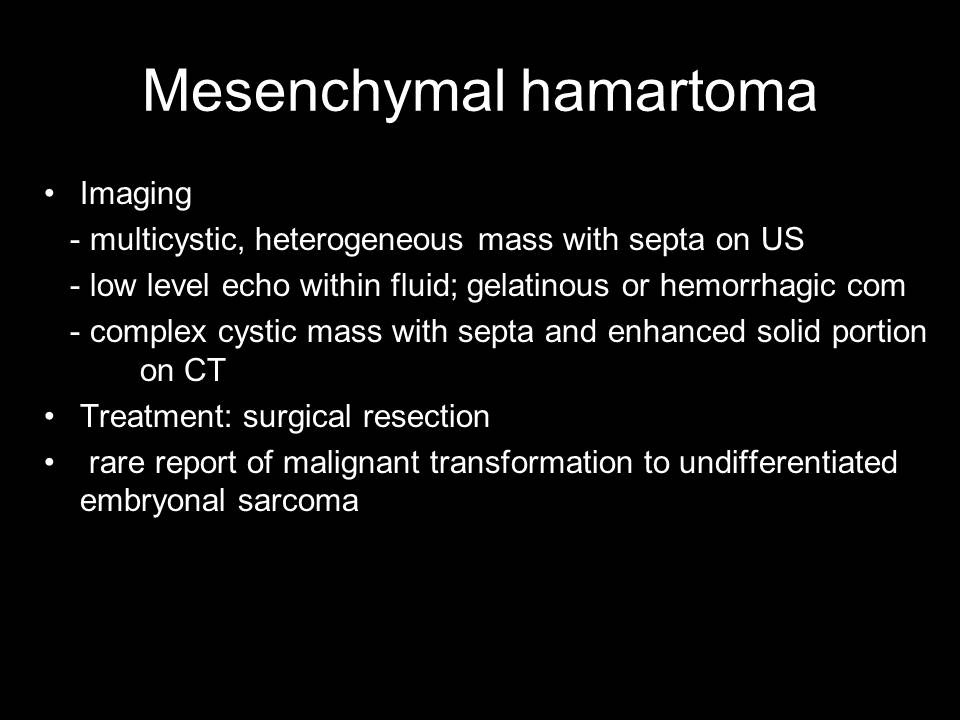 Mesenchymal hamartoma
• Imaging
- multicystic, heterogeneous mass with septa on US
- low level echo within fluid; gelatinous or hemorrhagic com
- complex cystic mass with septa and enhanced solid portion
on CT
• Treatment: surgical resection
• rare report of malignant transformation to undifferentiated
embryonal sarcoma